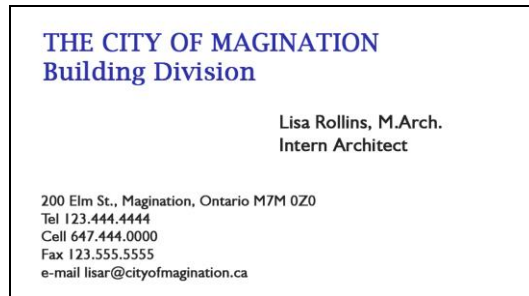 THE CITY OF MAGINATION
Building Division
Lisa Rollins, M.Arch.
Intern Architect
200 Elm St., Magination, Ontario M7M 0Z0
Tel 123.444.4444
Cell 647.444.0000
Fax 123.555.5555
e-mail lisar@cityofmagination.ca